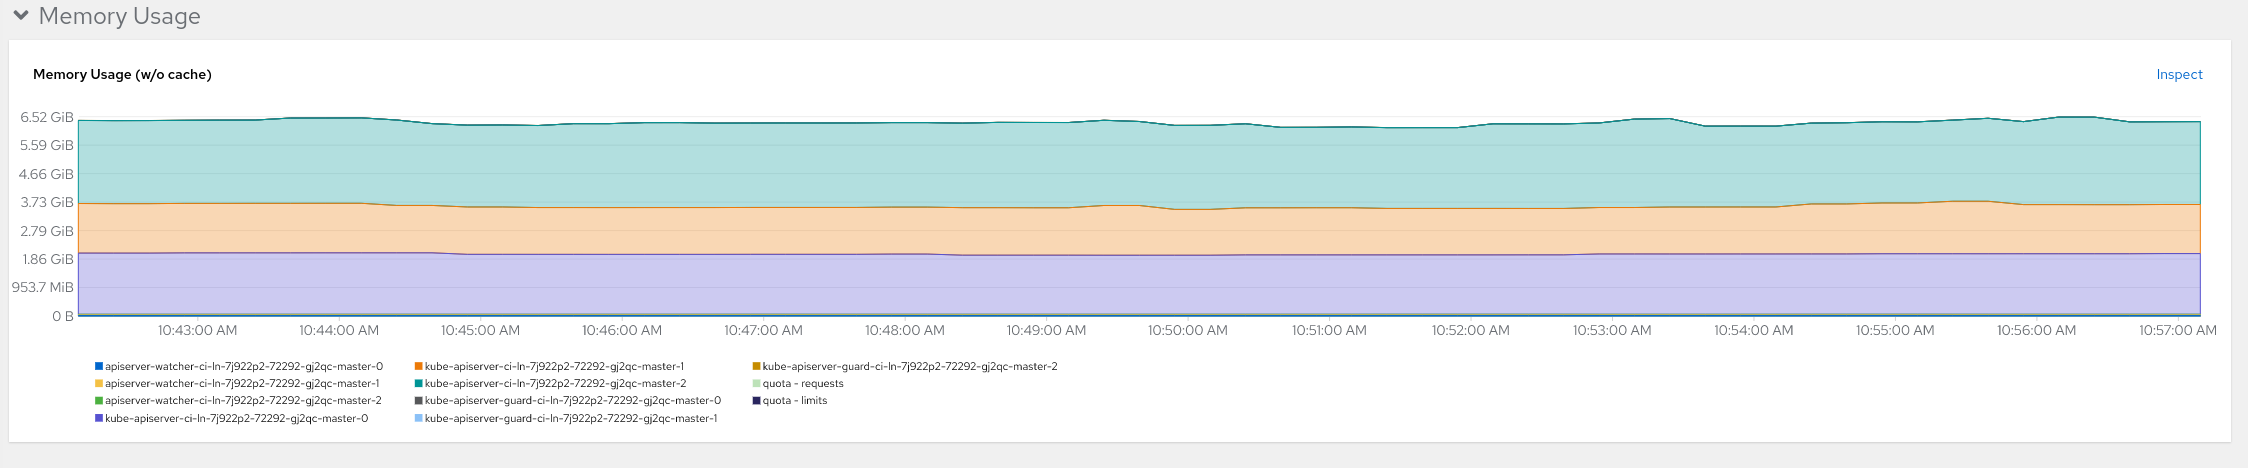 Memory Usage
Memory Usage (w/o cache)
Inspect
6.52 GiB
5.59 GiB
4.66 GiB
3.73 GiB
2.79 GiB
1.86 GiB
953.7 MiB
0 B
10:43:00 AM 10:44:00 AM 10:45:00 AM 10:46:00 AM 10:47:00 AM 10:48:00 AM 10:49:00 AM 10:50:00 AM 10:51:00 AM 10:52:00 AM 10:53:00 AM 10:54:00 AM 10:55:00 AM 10:56:00 AM 10:57:00 AM
apiserver-watcher-ci-ln-7j922p2-72292-gj2qc-master-0
apiserver-watcher-ci-ln-7j922p2-72292-gj2qc-master-1
apiserver-watcher-ci-ln-7j922p2-72292-gj2qc-master-2
kube-apiserver-ci-ln-7j922p2-72292-gj2qc-master-0
kube-apiserver-ci-ln-7j922p2-72292-gj2qc-master-1
kube-apiserver-ci-ln-7j922p2-72292-gj2qc-master-2
kube-apiserver-guard-ci-ln-7j922p2-72292-gj2qc-master-0
kube-apiserver-guard-ci-ln-7j922p2-72292-gj2qc-master-1
kube-apiserver-guard-ci-ln-7j922p2-72292-gj2qc-master-2
quota - requests
quota - limits